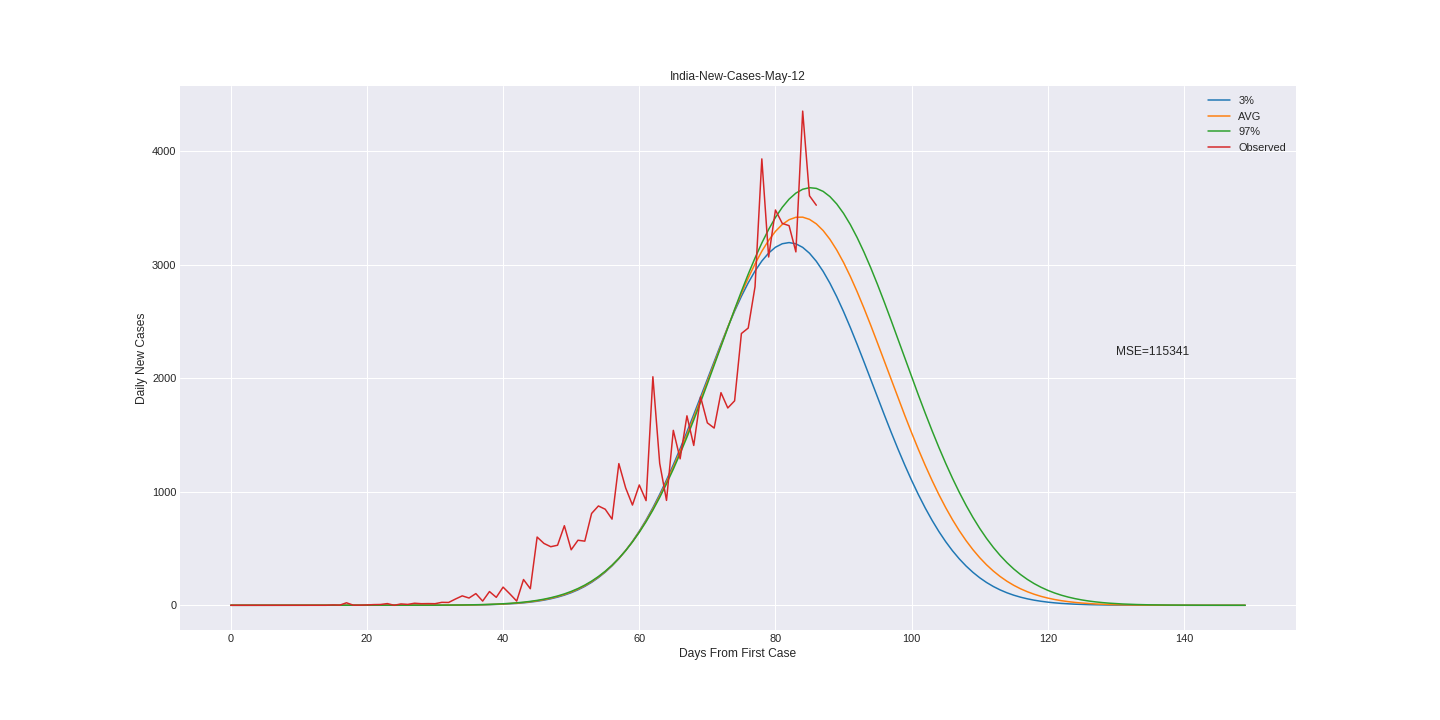 India-New-Cases-May-12
3%
AVG
97%
Observed
4000
3000
2000
1000
0
Daily New Cases
MSE=115341
0 20 40 60 80 100 120 140
Days From First Case